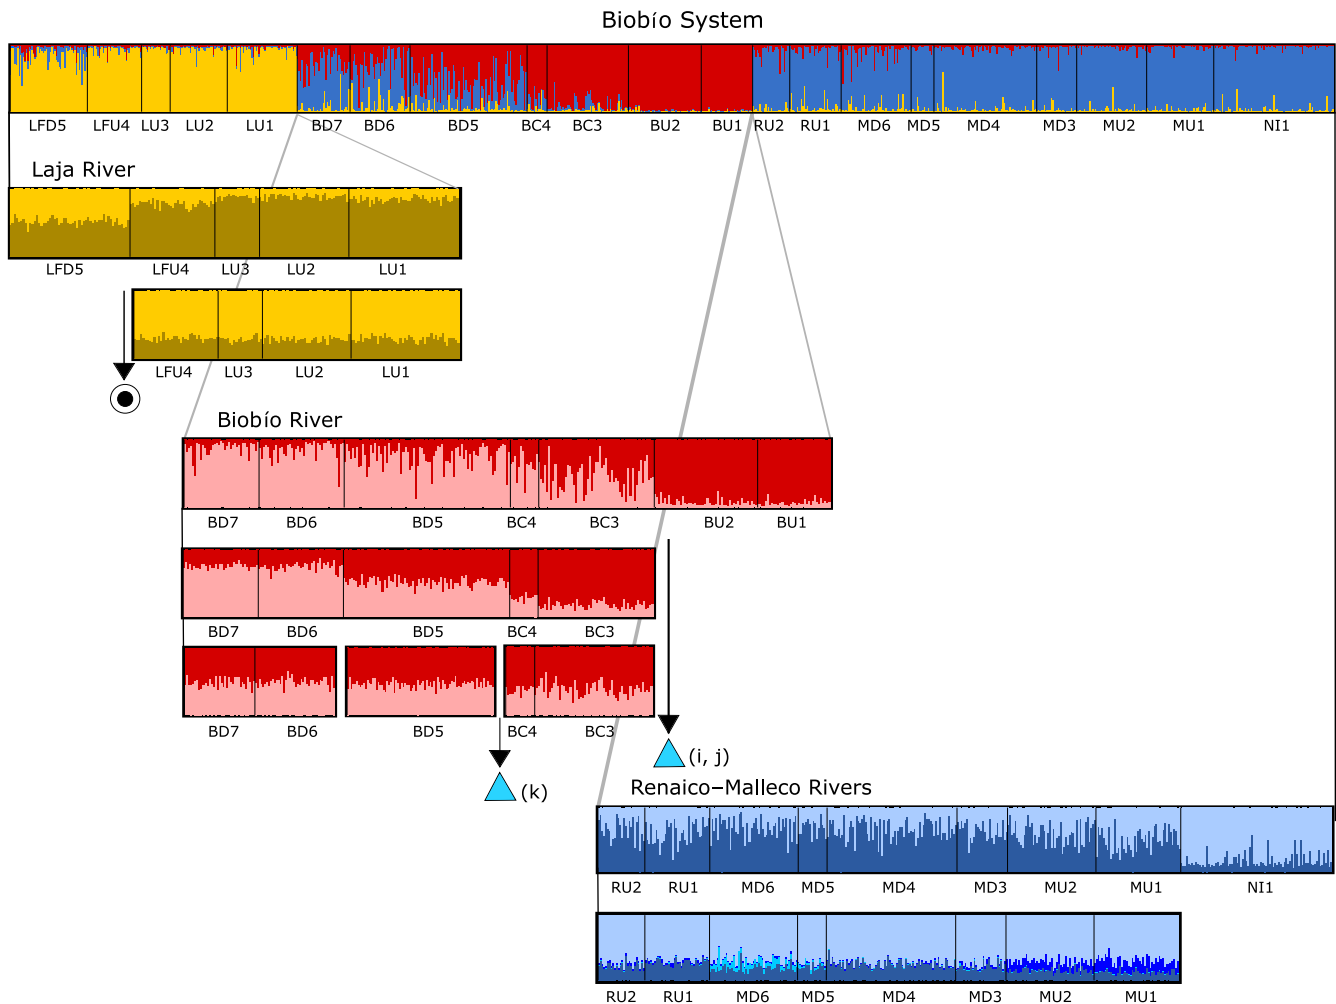 Biobío System
LFD5 LFU4 LU3 LU2 LU1 BD7 BD6 BD5 BC4 BC3 BU2 BU1 RU2 RU1 MD6 MD5 MD4 MD3 MU2 MU1 NI1
Laja River
LFD5 LFU4 LU3 LU2 LU1
LFU4 LU3 LU2 LU1
Biobío River
BD7 BD6 BD5 BC4 BC3 BU2 BU1
BD7 BD6 BD5 BC4 BC3
BD7 BD6 BD5 BC4 BC3
(i, j)
(k)
Renaico–Malleco Rivers
RU2 RU1 MD6 MD5 MD4 MD3 MU2 MU1 NI1
RU2 RU1 MD6 MD5 MD4 MD3 MU2 MU1